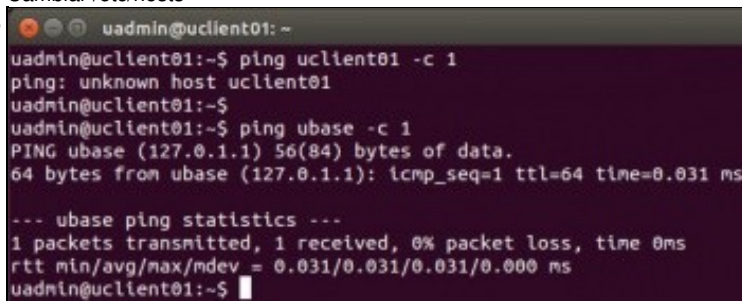 uadmin@uclient01: ~
uadmin@uclient01:~$ ping uclient01 -c 1
ping: unknown host uclient01
uadmin@uclient01:~$
uadmin@uclient01:~$ ping ubase -c 1
PING ubase (127.0.1.1) 56(84) bytes of data.
64 bytes from ubase (127.0.1.1): icmp_seq=1 ttl=64 time=0.031 ms
--- ubase ping statistics ---
1 packets transmitted, 1 received, 0% packet loss, time 0ms
rtt min/avg/max/mdev = 0.031/0.031/0.031/0.000 ms
uadmin@uclient01:~$